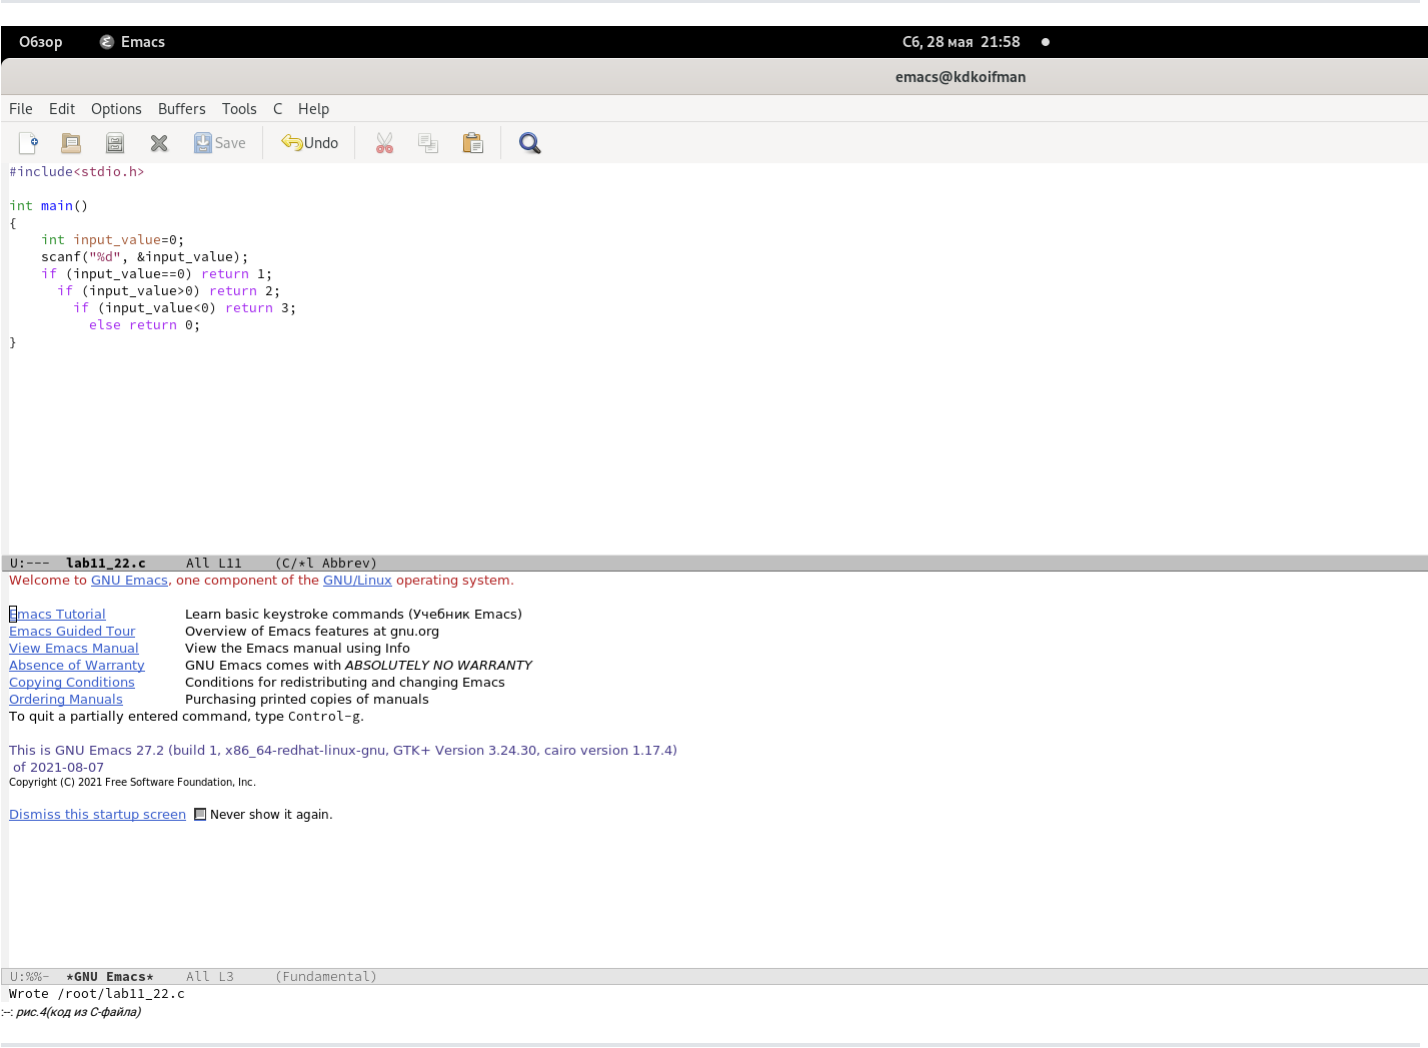 Обзор Emacs Сб, 28 мая 21:58
emacs@kdkoifman
File Edit Options Buffers Tools C Help
Save Undo
#include<stdio.h>
int main()
{
    int input_value=0;
    scanf("%d", &input_value);
    if (input_value==0) return 1;
      if (input_value>0) return 2;
        if (input_value<0) return 3;
          else return 0;
}
U:--- lab11_22.c All L11 (C/*l Abbrev)
Welcome to GNU Emacs, one component of the GNU/Linux operating system.
Emacs Tutorial Learn basic keystroke commands (Учебник Emacs)
Emacs Guided Tour Overview of Emacs features at gnu.org
View Emacs Manual View the Emacs manual using Info
Absence of Warranty GNU Emacs comes with ABSOLUTELY NO WARRANTY
Copying Conditions Conditions for redistributing and changing Emacs
Ordering Manuals Purchasing printed copies of manuals
To quit a partially entered command, type Control-g.
This is GNU Emacs 27.2 (build 1, x86_64-redhat-linux-gnu, GTK+ Version 3.24.30, cairo version 1.17.4)
 of 2021-08-07
Copyright (C) 2021 Free Software Foundation, Inc.
Dismiss this startup screen Never show it again.
U:%%- *GNU Emacs* All L3 (Fundamental)
Wrote /root/lab11_22.c
:--: рис.4(код из C-файла)